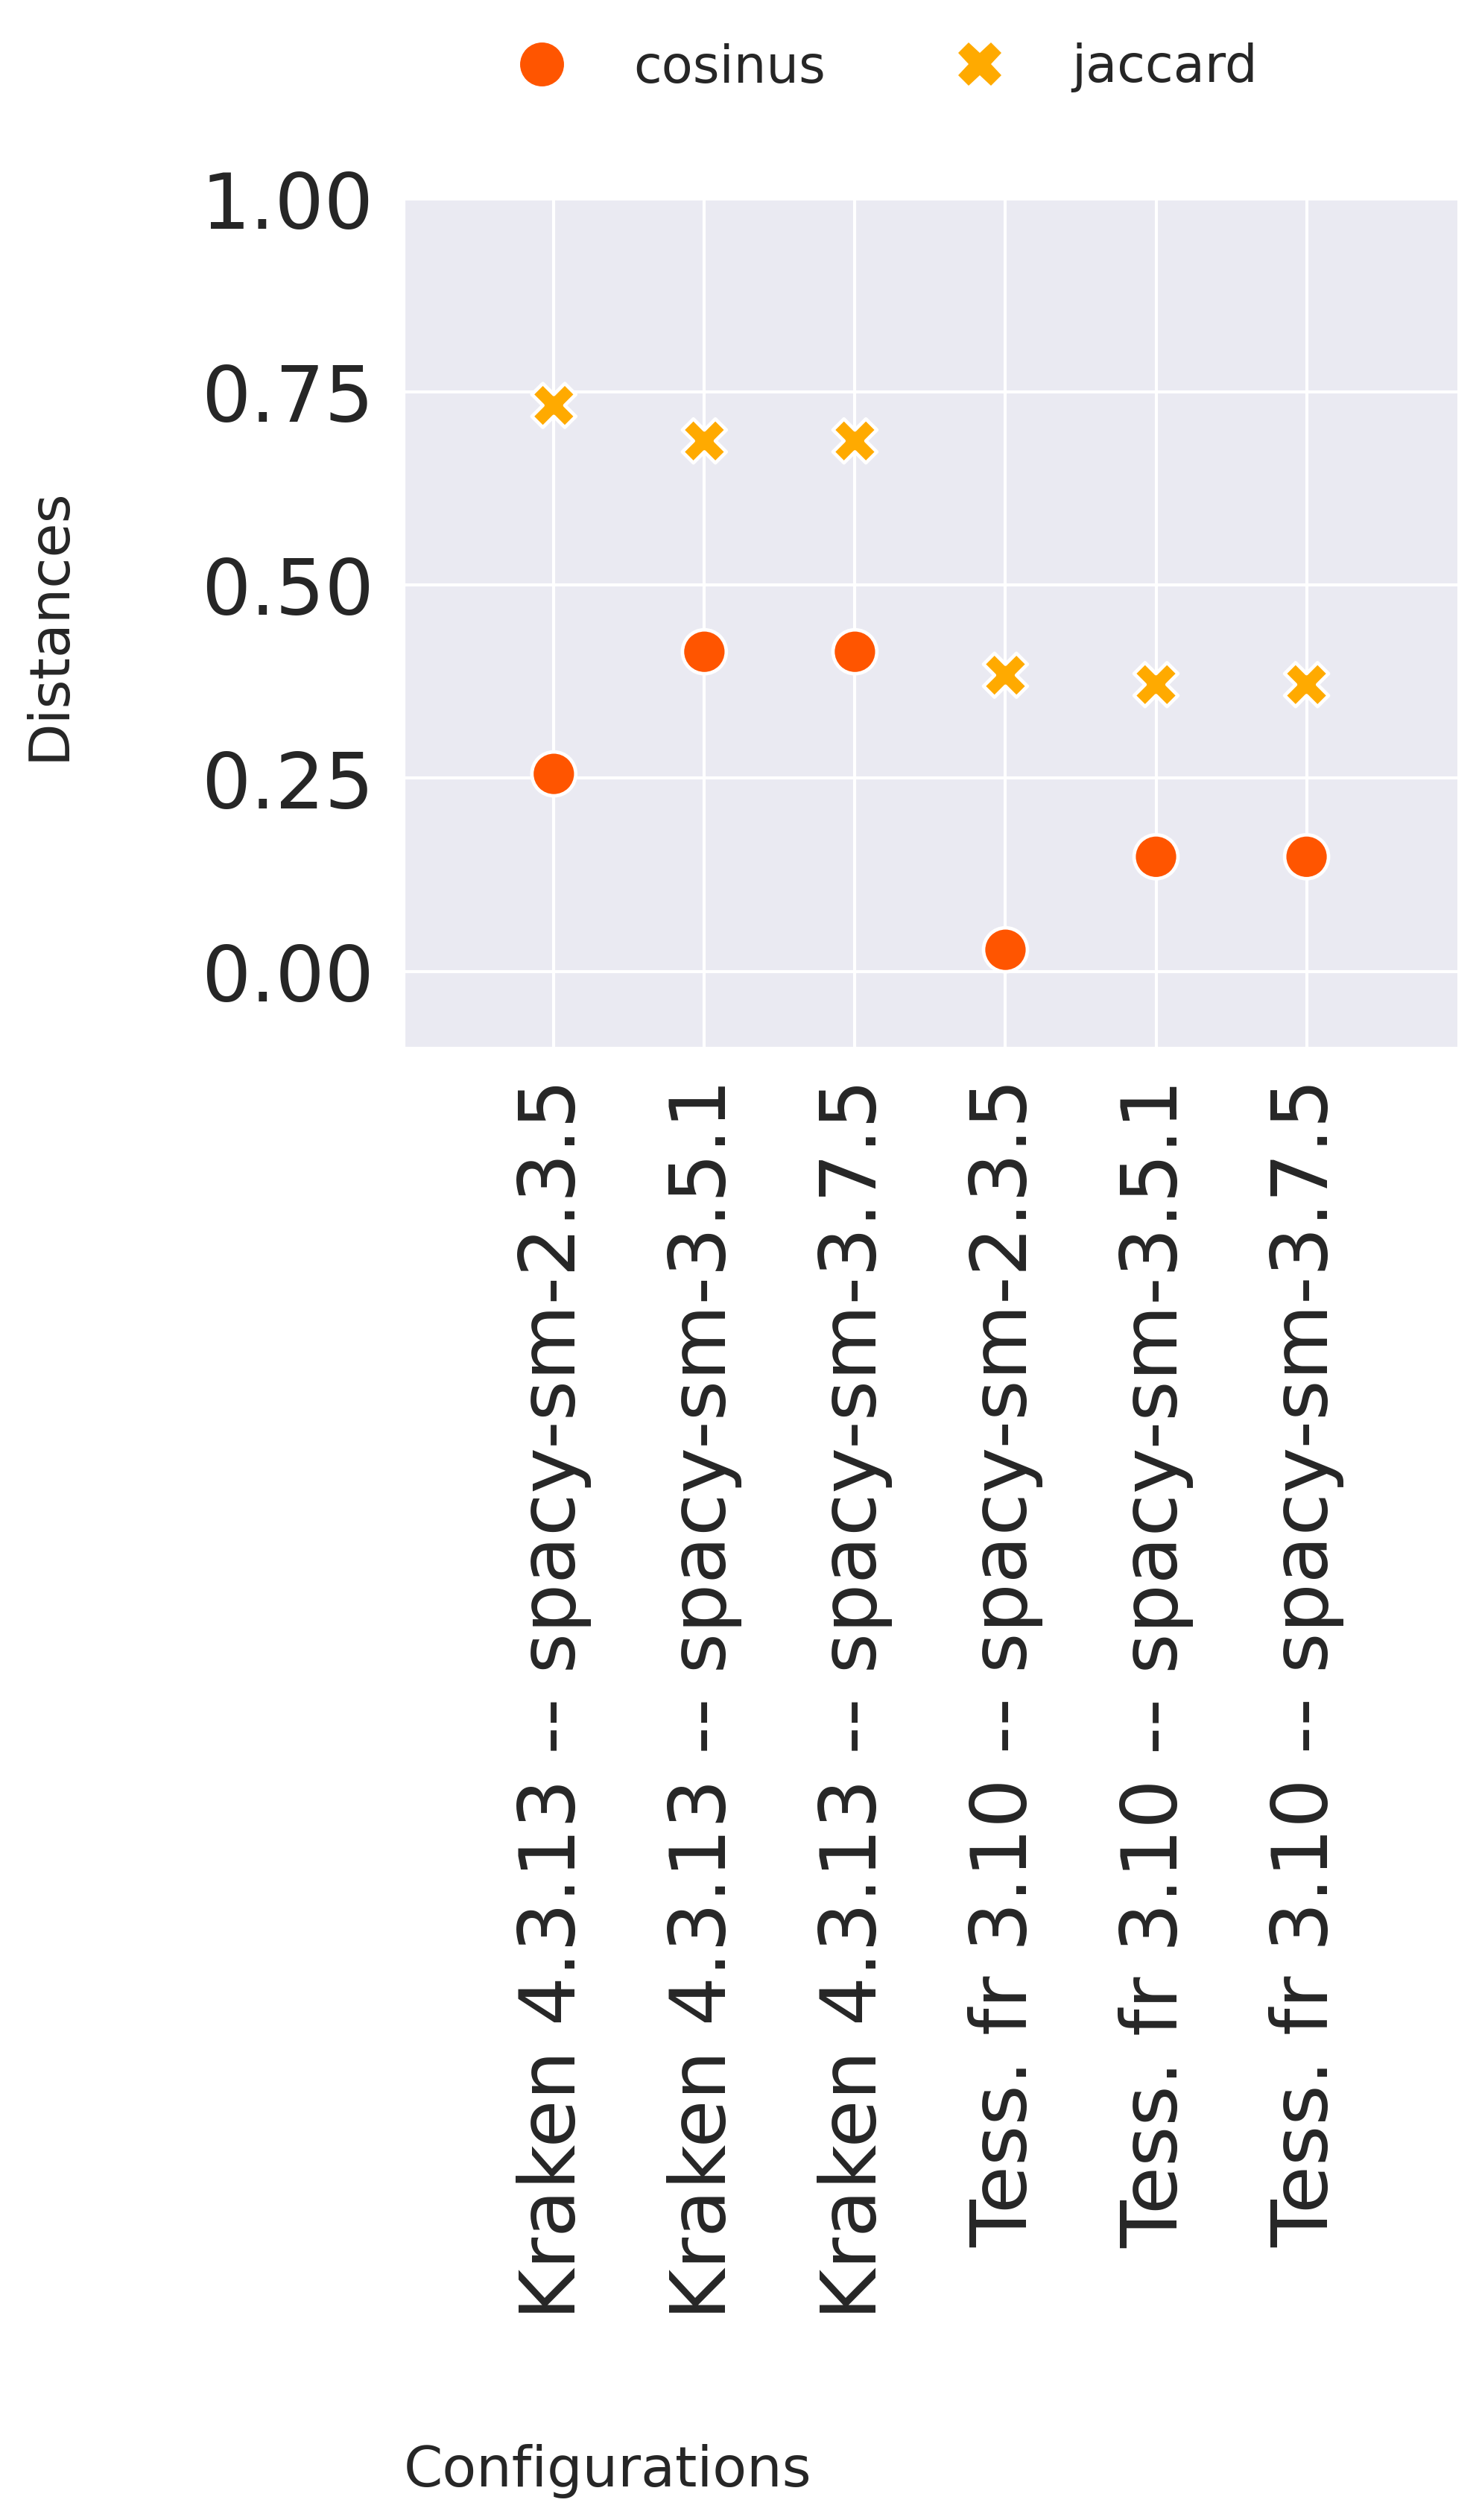 cosinus
jaccard
1.00
0.75
0.50
0.25
0.00
Distances
Kraken 4.3.13 -- spacy-sm-2.3.5
Kraken 4.3.13 -- spacy-sm-3.5.1
Kraken 4.3.13 -- spacy-sm-3.7.5
Tess. fr 3.10 -- spacy-sm-2.3.5
Tess. fr 3.10 -- spacy-sm-3.5.1
Tess. fr 3.10 -- spacy-sm-3.7.5
Configurations